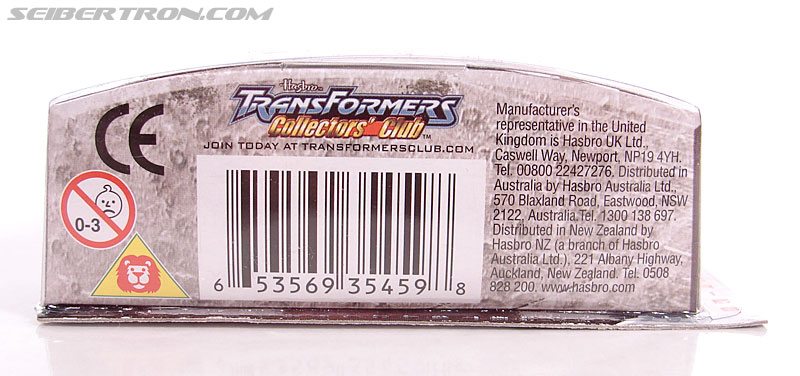 SEIBERTRON.COM
Hasbro
TRANSFORMERS
Collectors' Club™
JOIN TODAY AT TRANSFORMERSCLUB.COM
CE
0-3
6 53569 35459 8
Manufacturer's
representative in the United
Kingdom is Hasbro UK Ltd.,
Caswell Way, Newport, NP19 4YH.
Tel. 00800 22427276. Distributed in
Australia by Hasbro Australia Ltd.,
570 Blaxland Road, Eastwood, NSW
2122, Australia.Tel. 1300 138 697.
Distributed in New Zealand by
Hasbro NZ (a branch of Hasbro
Australia Ltd.), 221 Albany Highway,
Auckland, New Zealand. Tel. 0508
828 200. www.hasbro.com